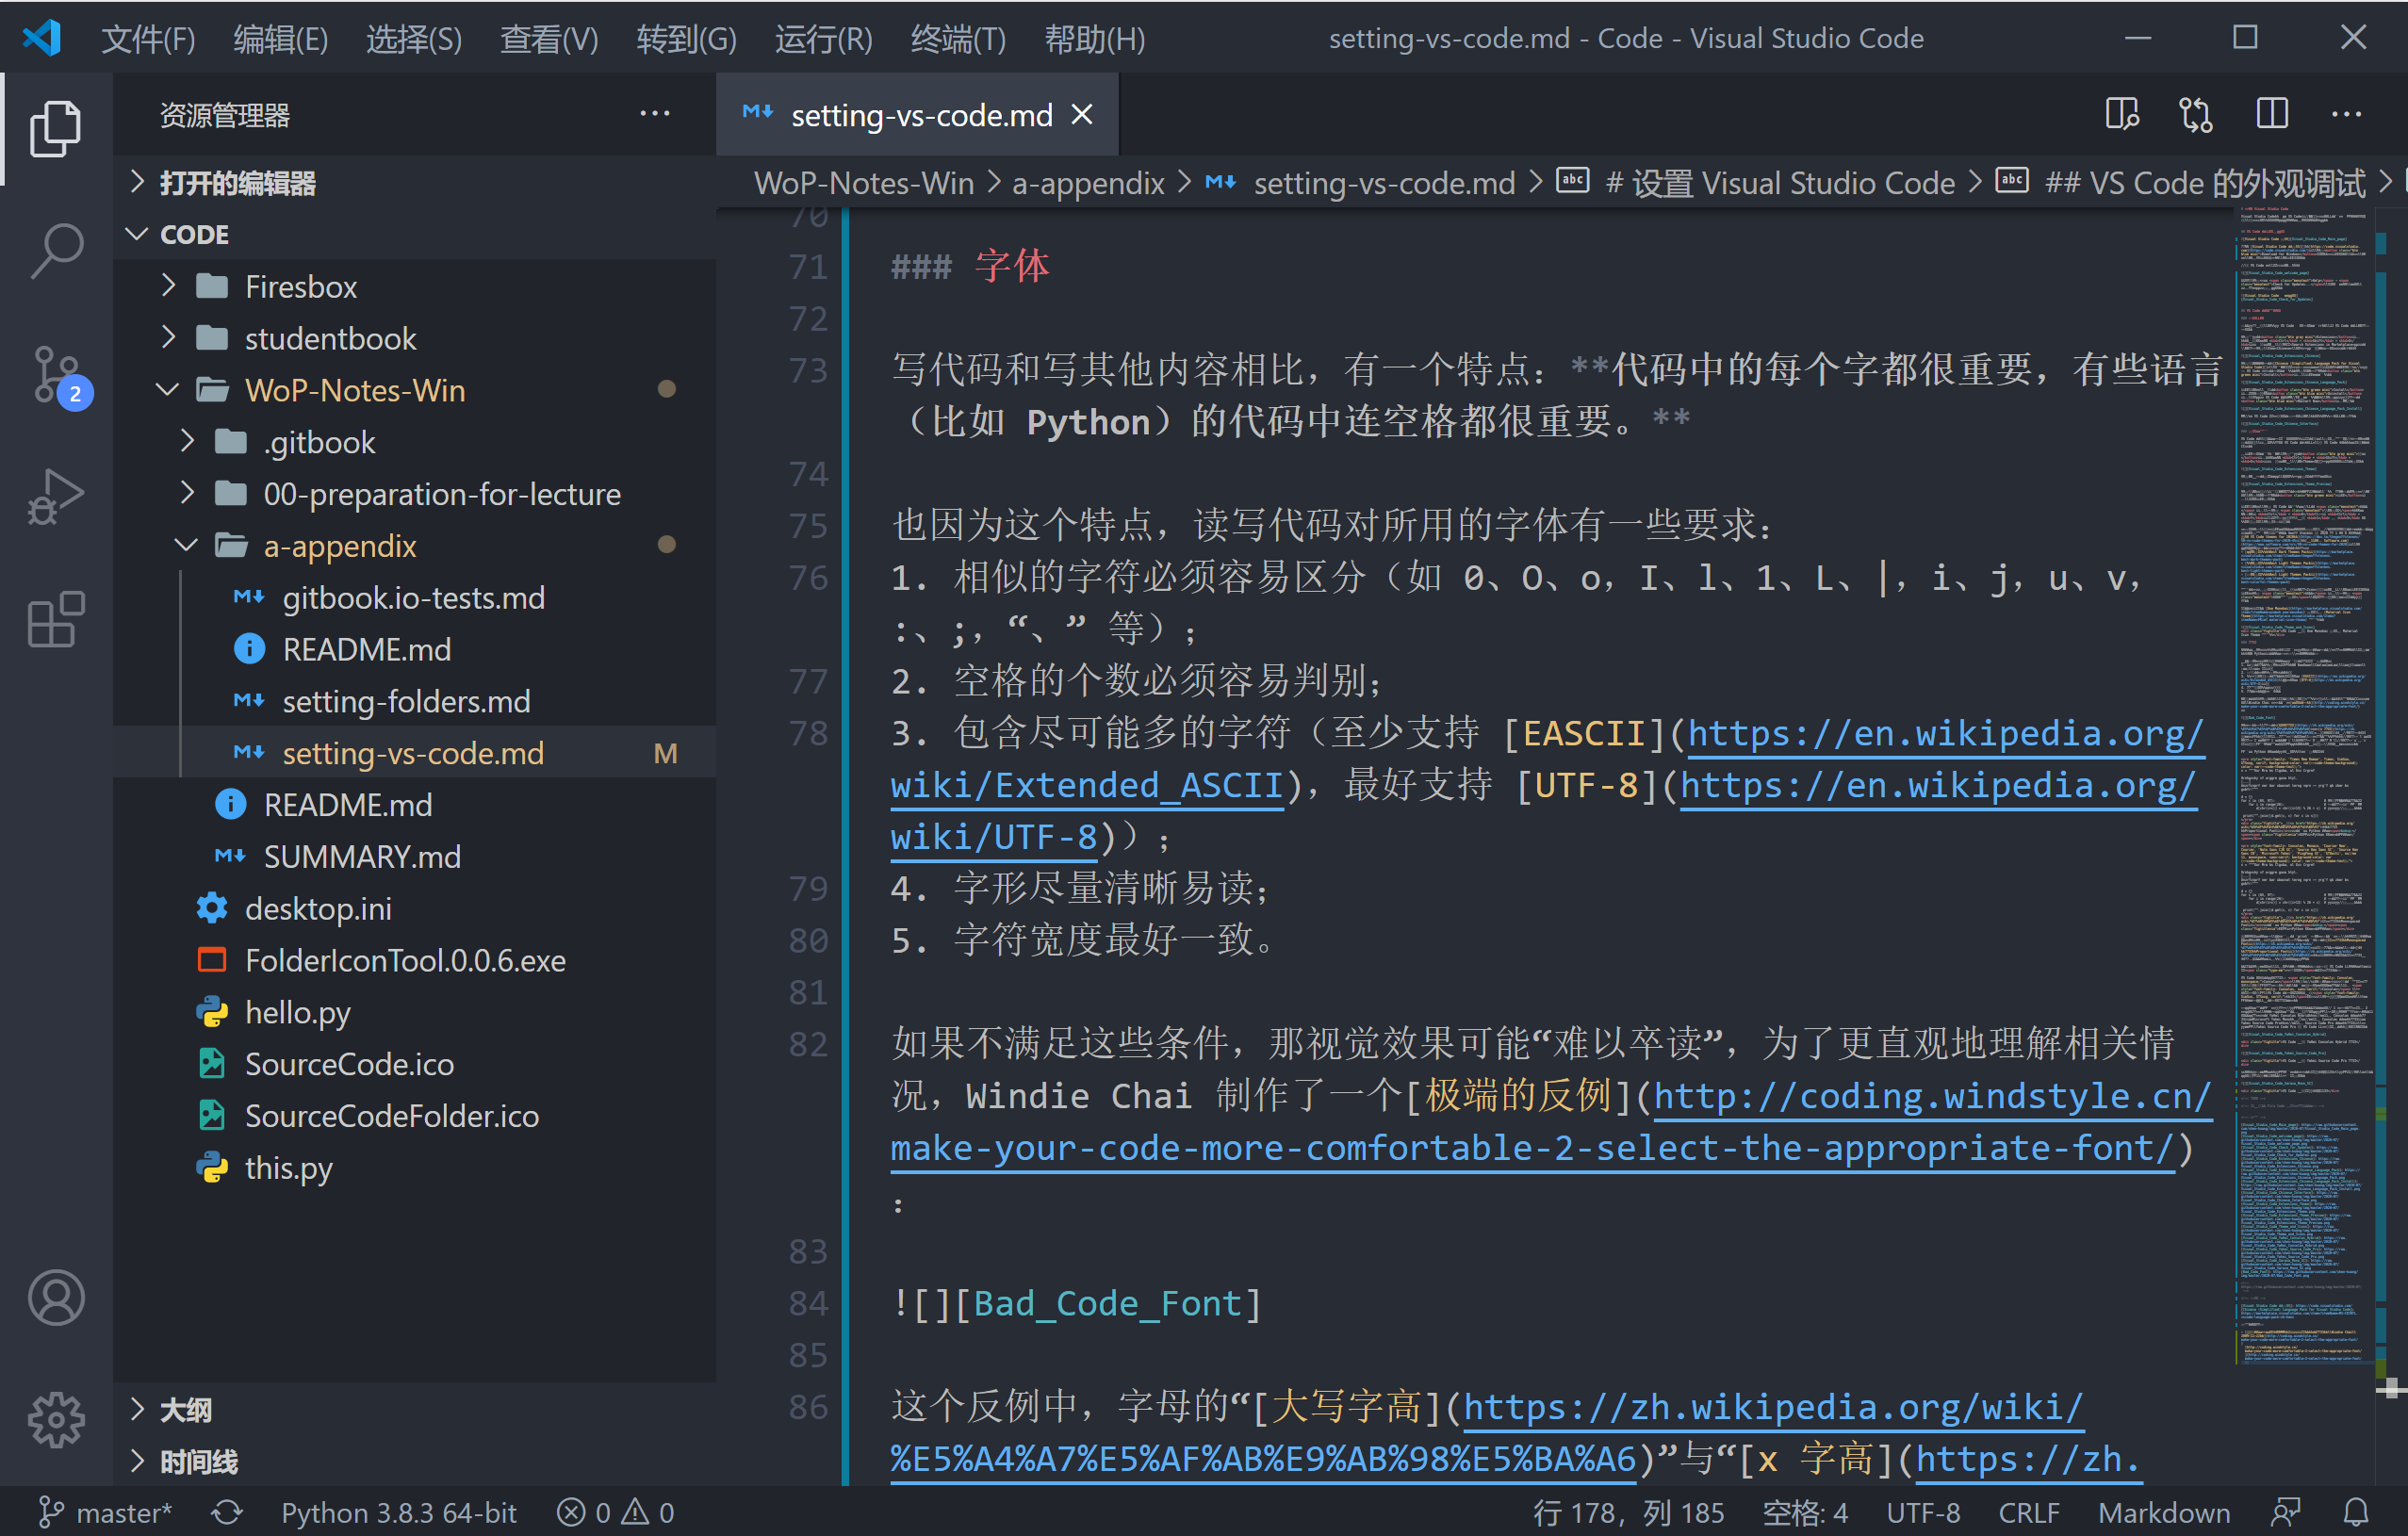 文件(F) 编辑(E) 选择(S) 查看(V) 转到(G) 运行(R) 终端(T) 帮助(H) setting-vs-code.md - Code - Visual Studio Code
资源管理器
打开的编辑器
CODE
Firesbox
studentbook
WoP-Notes-Win
.gitbook
00-preparation-for-lecture
a-appendix
gitbook.io-tests.md
README.md
setting-folders.md
setting-vs-code.md M
README.md
SUMMARY.md
desktop.ini
FolderIconTool.0.0.6.exe
hello.py
SourceCode.ico
SourceCodeFolder.ico
this.py
大纲
时间线
2
setting-vs-code.md
WoP-Notes-Win > a-appendix > setting-vs-code.md > # 设置 Visual Studio Code > ## VS Code 的外观调试 >
70
71 ### 字体
72
73 写代码和写其他内容相比，有一个特点：**代码中的每个字都很重要，有些语言
（比如 Python）的代码中连空格都很重要。**
74
75 也因为这个特点，读写代码对所用的字体有一些要求：
76 1. 相似的字符必须容易区分（如 0、O、o，I、l、1、L、|，i、j，u、v，
:、;，“、” 等）；
77 2. 空格的个数必须容易判别；
78 3. 包含尽可能多的字符（至少支持 [EASCII](https://en.wikipedia.org/
wiki/Extended_ASCII)，最好支持 [UTF-8](https://en.wikipedia.org/
wiki/UTF-8)）；
79 4. 字形尽量清晰易读；
80 5. 字符宽度最好一致。
81
82 如果不满足这些条件，那视觉效果可能“难以卒读”，为了更直观地理解相关情
况，Windie Chai 制作了一个[极端的反例](http://coding.windstyle.cn/
make-your-code-more-comfortable-2-select-the-appropriate-font/)
：
83
84 ![][Bad_Code_Font]
85
86 这个反例中，字母的“[大写字高](https://zh.wikipedia.org/wiki/
%E5%A4%A7%E5%AF%AB%E9%AB%98%E5%BA%A6)”与“[x 字高](https://zh.
master* Python 3.8.3 64-bit 0 0 行 178，列 185 空格: 4 UTF-8 CRLF Markdown